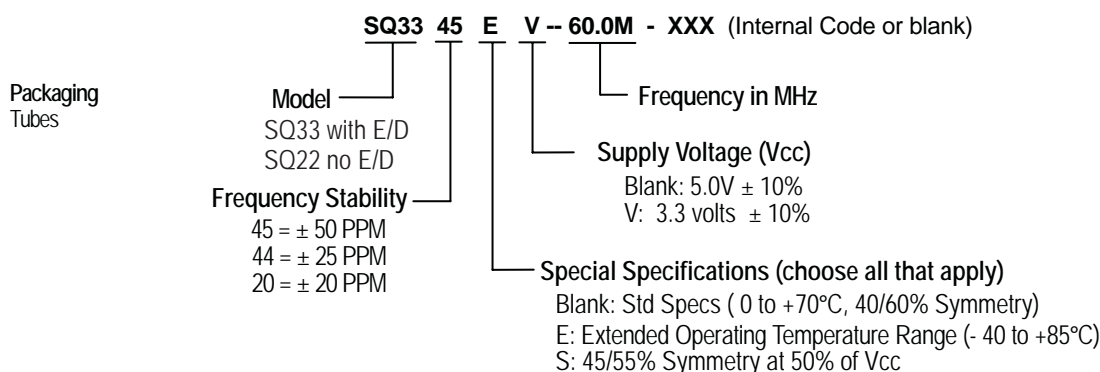 SQ33 45 E V -- 60.0M - XXX (Internal Code or blank)
Packaging
Tubes
Model
SQ33 with E/D
SQ22 no E/D
Frequency Stability
45 = ± 50 PPM
44 = ± 25 PPM
20 = ± 20 PPM
Frequency in MHz
Supply Voltage (Vcc)
Blank: 5.0V ± 10%
V: 3.3 volts ± 10%
Special Specifications (choose all that apply)
Blank: Std Specs ( 0 to +70°C, 40/60% Symmetry)
E: Extended Operating Temperature Range (- 40 to +85°C)
S: 45/55% Symmetry at 50% of Vcc